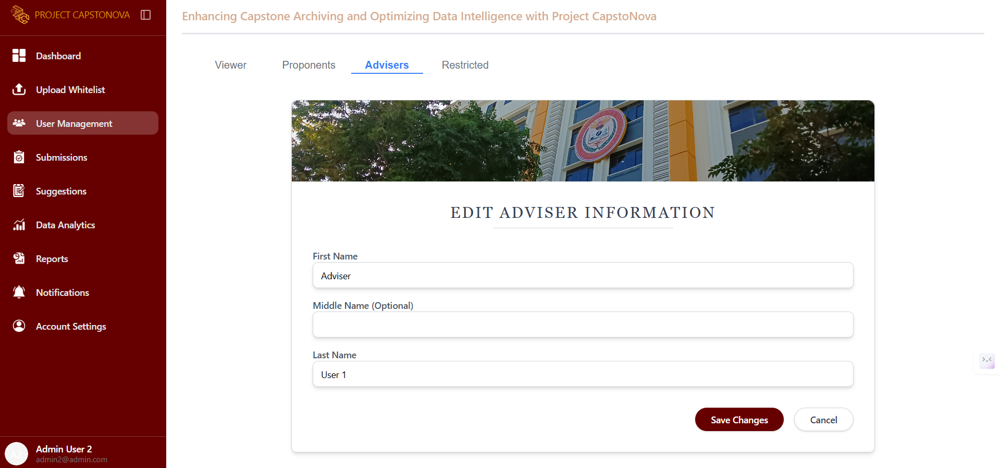 PROJECT CAPSTONOVA
Dashboard
Upload Whitelist
User Management
Submissions
Suggestions
Data Analytics
Reports
Notifications
Account Settings
A2
Admin User 2
admin2@admin.com
Enhancing Capstone Archiving and Optimizing Data Intelligence with Project CapstoNova
Viewer Proponents Advisers Restricted
EDIT ADVISER INFORMATION
First Name
Adviser
Middle Name (Optional)
Last Name
User 1
Save Changes Cancel